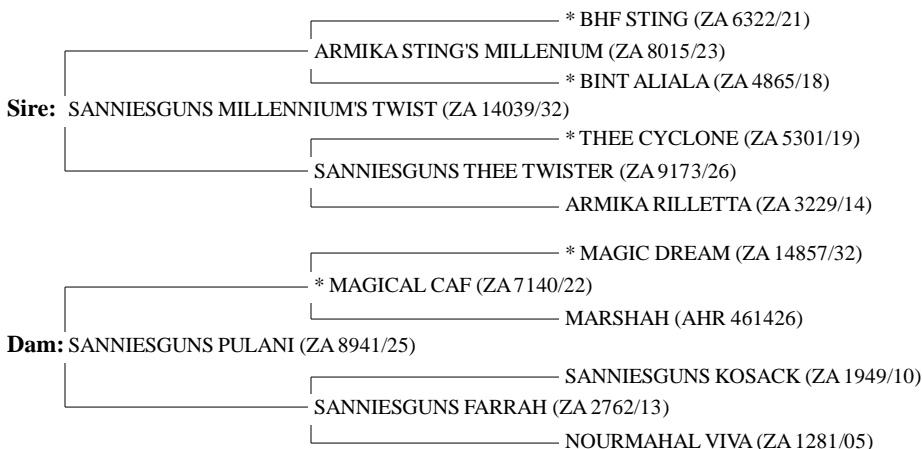 * BHF STING (ZA 6322/21)
ARMIKA STING'S MILLENIUM (ZA 8015/23)
* BINT ALIALA (ZA 4865/18)
Sire: SANNIESGUNS MILLENNIUM'S TWIST (ZA 14039/32)
* THEE CYCLONE (ZA 5301/19)
SANNIESGUNS THEE TWISTER (ZA 9173/26)
ARMIKA RILLETTA (ZA 3229/14)
* MAGIC DREAM (ZA 14857/32)
* MAGICAL CAF (ZA 7140/22)
MARSHAH (AHR 461426)
Dam: SANNIESGUNS PULANI (ZA 8941/25)
SANNIESGUNS KOSACK (ZA 1949/10)
SANNIESGUNS FARRAH (ZA 2762/13)
NOURMAHAL VIVA (ZA 1281/05)